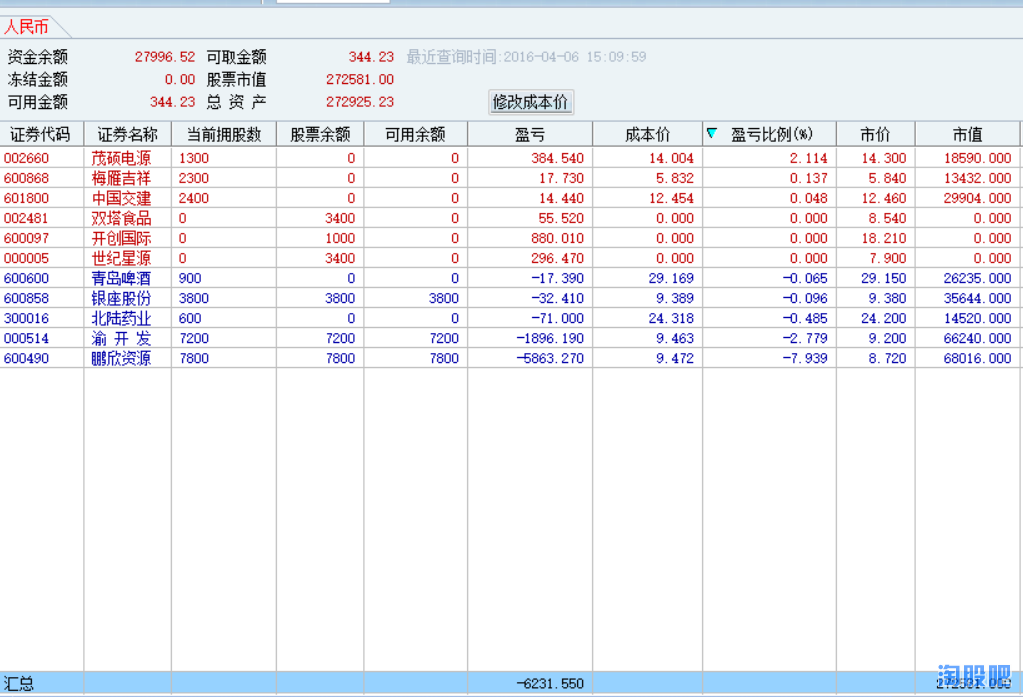 人民币
资金余额 27996.52 可取金额 344.23 最近查询时间:2016-04-06 15:09:59
冻结金额 0.00 股票市值 272581.00
可用金额 344.23 总 资 产 272925.23 修改成本价
证券代码 证券名称 当前拥股数 股票余额 可用余额 盈亏 成本价 盈亏比例(%) 市价 市值
002660 茂硕电源 1300 0 0 384.540 14.004 2.114 14.300 18590.000
600868 梅雁吉祥 2300 0 0 17.730 5.832 0.137 5.840 13432.000
601800 中国交建 2400 0 0 14.440 12.454 0.048 12.460 29904.000
002481 双塔食品 0 3400 0 55.520 0.000 0.000 8.540 0.000
600097 开创国际 0 1000 0 880.010 0.000 0.000 18.210 0.000
000005 世纪星源 0 3400 0 296.470 0.000 0.000 7.900 0.000
600600 青岛啤酒 900 0 0 -17.390 29.169 -0.065 29.150 26235.000
600858 银座股份 3800 3800 3800 -32.410 9.389 -0.096 9.380 35644.000
300016 北陆药业 600 0 0 -71.000 24.318 -0.485 24.200 14520.000
000514 渝 开 发 7200 7200 7200 -1896.190 9.463 -2.779 9.200 66240.000
600490 鹏欣资源 7800 7800 7800 -5863.270 9.472 -7.939 8.720 68016.000
汇总 -6231.550
淘股吧